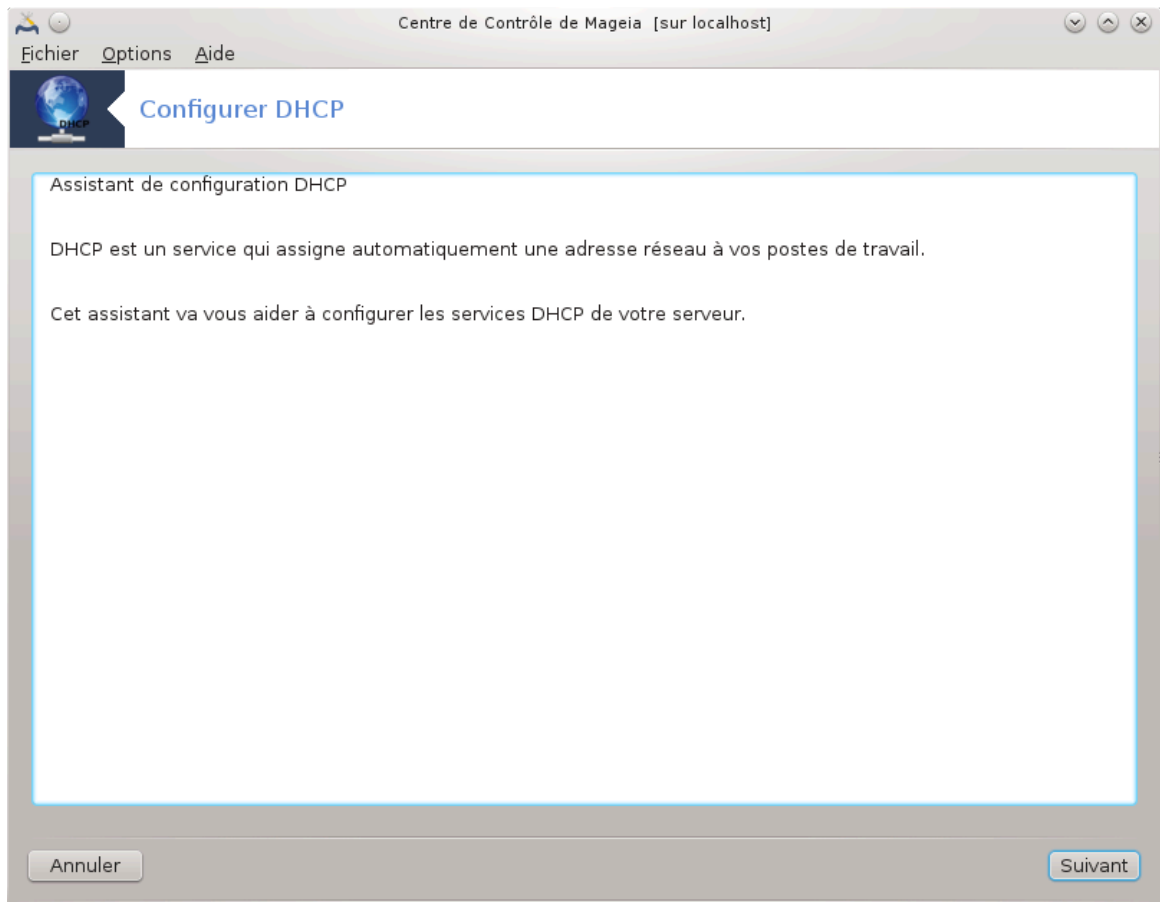 Centre de Contrôle de Mageia [sur localhost]
Fichier Options Aide
DHCP
Configurer DHCP
Assistant de configuration DHCP
DHCP est un service qui assigne automatiquement une adresse réseau à vos postes de travail.
Cet assistant va vous aider à configurer les services DHCP de votre serveur.
Annuler
Suivant